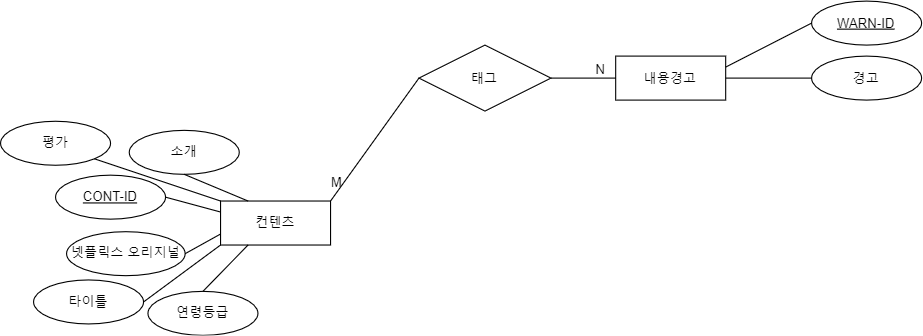 WARN-ID
태그
N
내용경고
경고
평가
소개
M
CONT-ID
컨텐츠
넷플릭스 오리지널
타이틀
연령등급